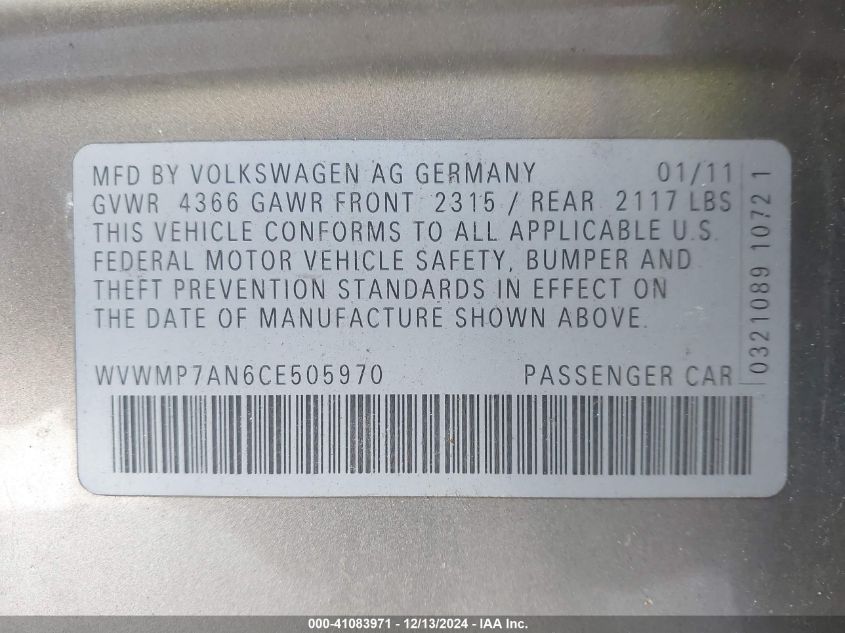 MFD BY VOLKSWAGEN AG GERMANY 01/11
GVWR 4366 GAWR FRONT 2315 / REAR 2117 LBS
THIS VEHICLE CONFORMS TO ALL APPLICABLE U.S.
FEDERAL MOTOR VEHICLE SAFETY, BUMPER AND
THEFT PREVENTION STANDARDS IN EFFECT ON
THE DATE OF MANUFACTURE SHOWN ABOVE.
WVWMP7AN6CE505970 PASSENGER CAR
0321089 1072 1
000-41083971 - 12/13/2024 - IAA Inc.